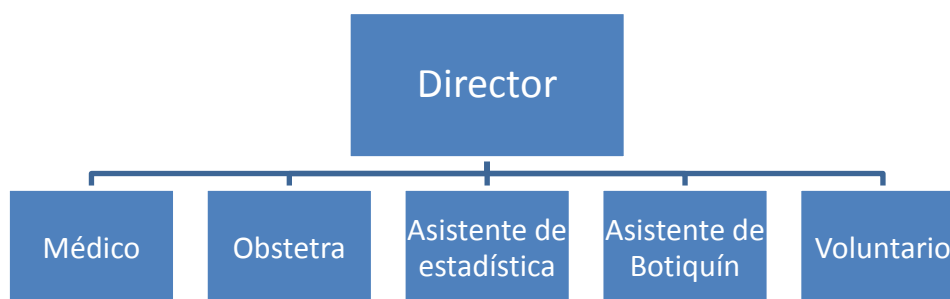 Director
Médico
Obstetra
Asistente de
estadística
Asistente de
Botiquín
Voluntario